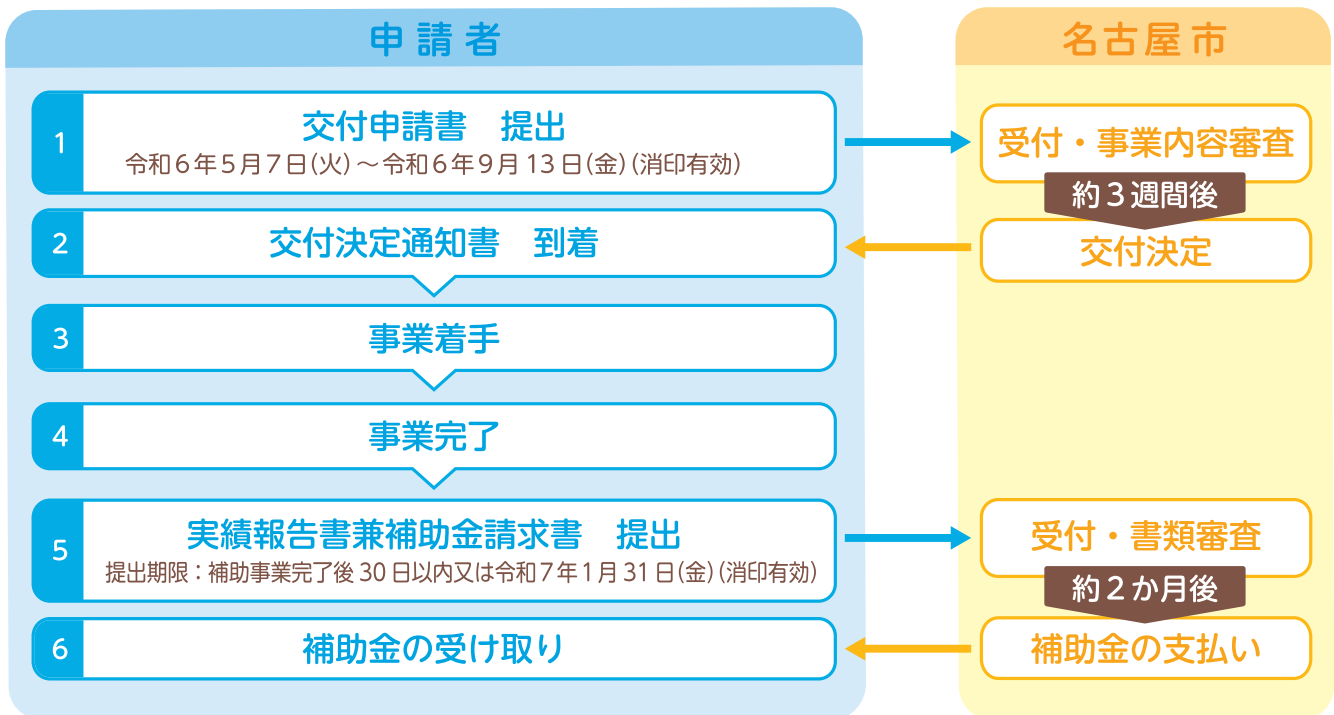 申請者
名古屋市
1
交付申請書　提出
令和６年５月７日(火)～令和６年９月13日(金)(消印有効)
受付・事業内容審査
約３週間後
2
交付決定通知書　到着
交付決定
3
事業着手
4
事業完了
5
実績報告書兼補助金請求書　提出
提出期限：補助事業完了後30日以内又は令和７年１月31日(金)(消印有効)
受付・書類審査
約２か月後
6
補助金の受け取り
補助金の支払い